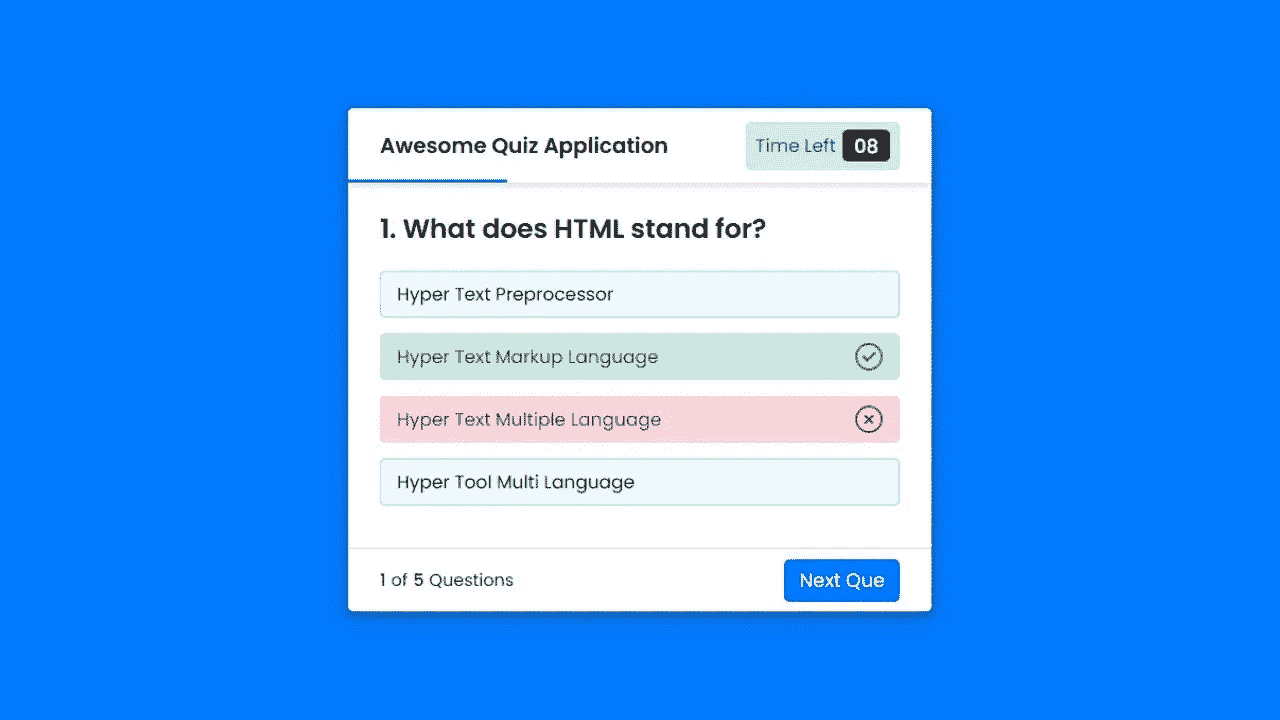 Awesome Quiz Application
Time Left 08
1. What does HTML stand for?
Hyper Text Preprocessor
Hyper Text Markup Language
Hyper Text Multiple Language
Hyper Tool Multi Language
1 of 5 Questions
Next Que